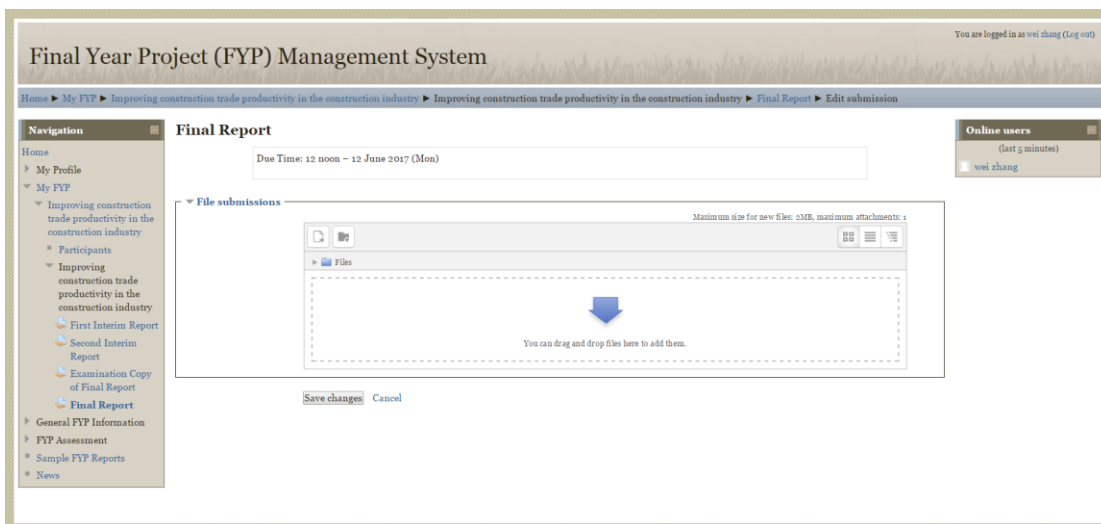 You are logged in as wei zhang (Log out)
Final Year Project (FYP) Management System
Home ► My FYP ► Improving construction trade productivity in the construction industry ► Improving construction trade productivity in the construction industry ► Final Report ► Edit submission
Navigation
Home
My Profile
My FYP
Improving construction
trade productivity in the
construction industry
Participants
Improving
construction trade
productivity in the
construction industry
First Interim Report
Second Interim
Report
Examination Copy
of Final Report
Final Report
General FYP Information
FYP Assessment
Sample FYP Reports
News
Final Report
Due Time: 12 noon – 12 June 2017 (Mon)
File submissions
Maximum size for new files: 2MB, maximum attachments: 1
Files
You can drag and drop files here to add them.
Save changes Cancel
Online users
(last 5 minutes)
wei zhang